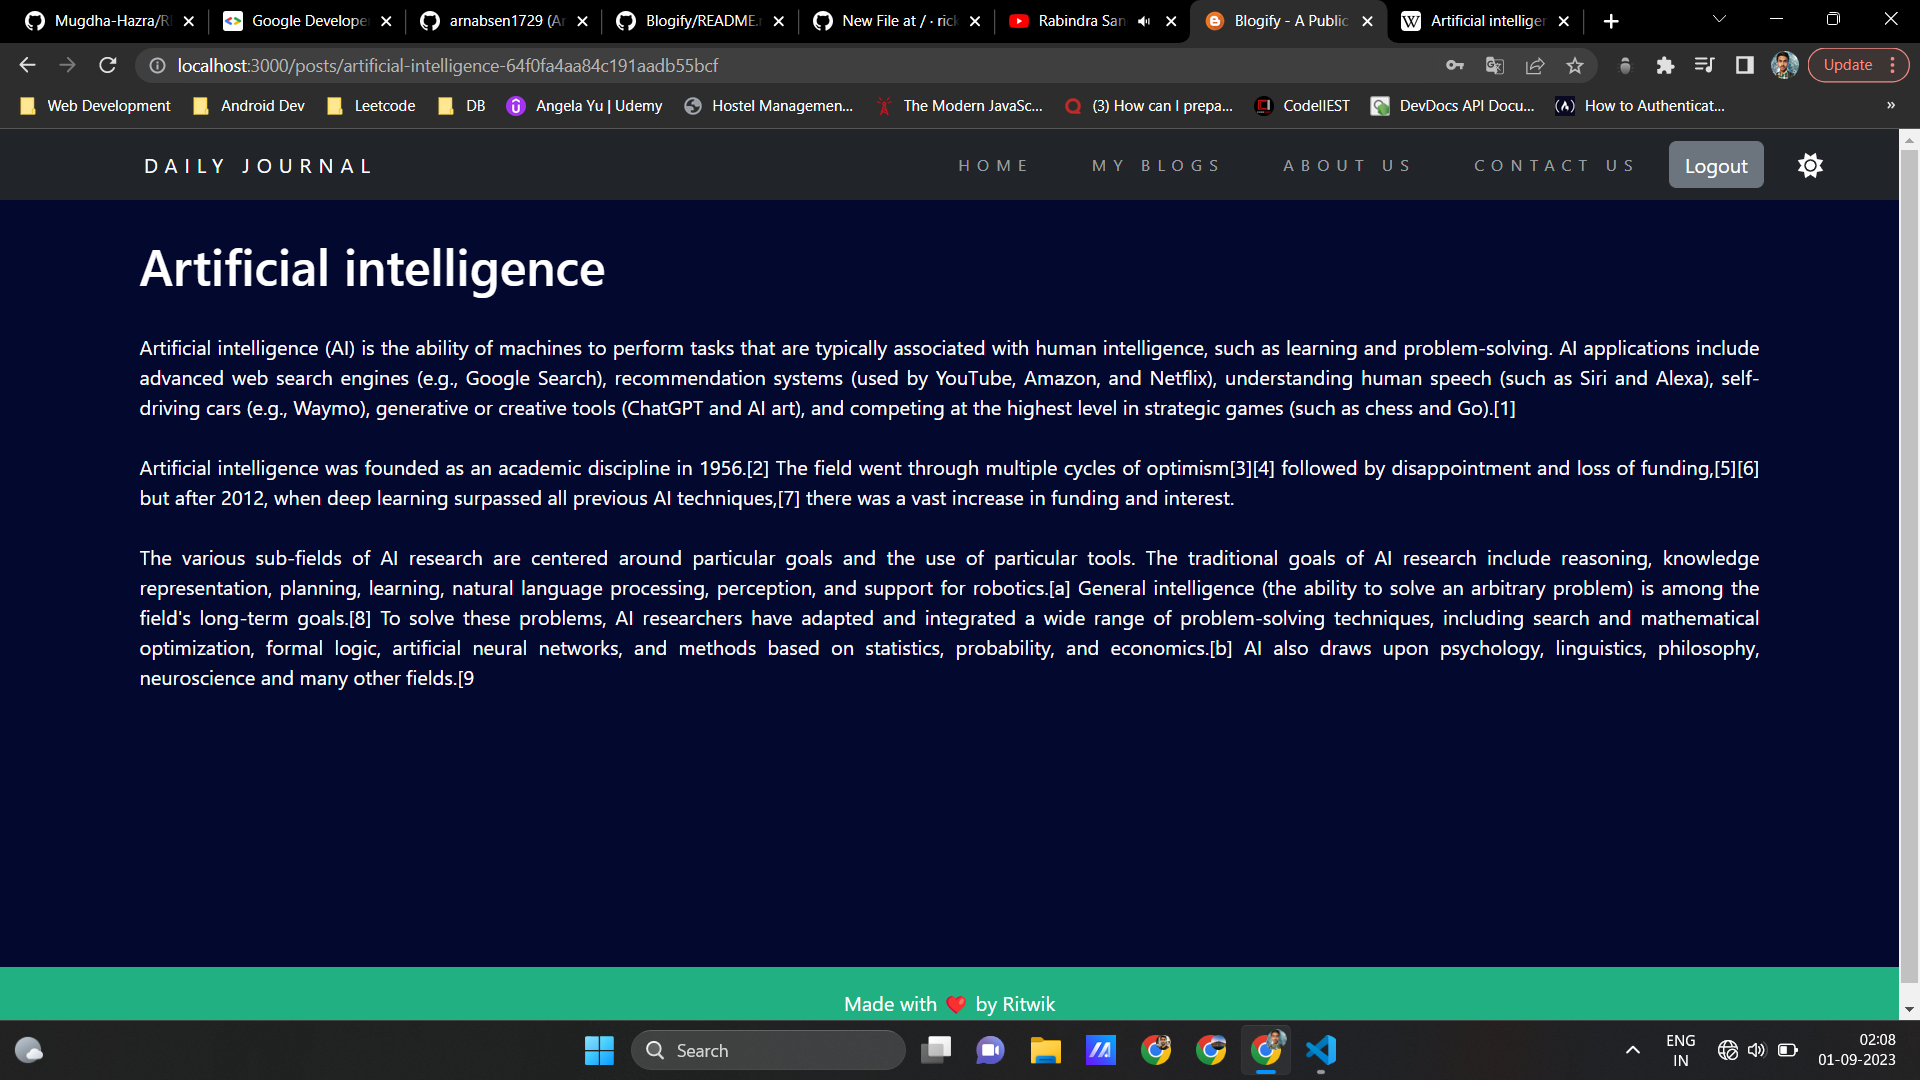 Mugdha-Hazra/R
Google Develope
arnabsen1729 (Ar
Blogify/README.
New File at / · rick
Rabindra San
Blogify - A Public
Artificial intelliger
localhost:3000/posts/artificial-intelligence-64f0fa4aa84c191aadb55bcf
Update
Web Development
Android Dev
Leetcode
DB
Angela Yu | Udemy
Hostel Managemen...
The Modern JavaSc...
(3) How can I prepa...
CodeIIEST
DevDocs API Docu...
How to Authenticat...
»
DAILY JOURNAL
HOME
MY BLOGS
ABOUT US
CONTACT US
Logout
Artificial intelligence
Artificial intelligence (AI) is the ability of machines to perform tasks that are typically associated with human intelligence, such as learning and problem-solving. AI applications include
advanced web search engines (e.g., Google Search), recommendation systems (used by YouTube, Amazon, and Netflix), understanding human speech (such as Siri and Alexa), self-
driving cars (e.g., Waymo), generative or creative tools (ChatGPT and AI art), and competing at the highest level in strategic games (such as chess and Go).[1]
Artificial intelligence was founded as an academic discipline in 1956.[2] The field went through multiple cycles of optimism[3][4] followed by disappointment and loss of funding,[5][6]
but after 2012, when deep learning surpassed all previous AI techniques,[7] there was a vast increase in funding and interest.
The various sub-fields of AI research are centered around particular goals and the use of particular tools. The traditional goals of AI research include reasoning, knowledge
representation, planning, learning, natural language processing, perception, and support for robotics.[a] General intelligence (the ability to solve an arbitrary problem) is among the
field's long-term goals.[8] To solve these problems, AI researchers have adapted and integrated a wide range of problem-solving techniques, including search and mathematical
optimization, formal logic, artificial neural networks, and methods based on statistics, probability, and economics.[b] AI also draws upon psychology, linguistics, philosophy,
neuroscience and many other fields.[9
Made with ❤️ by Ritwik
Search
ENG
IN
02:08
01-09-2023